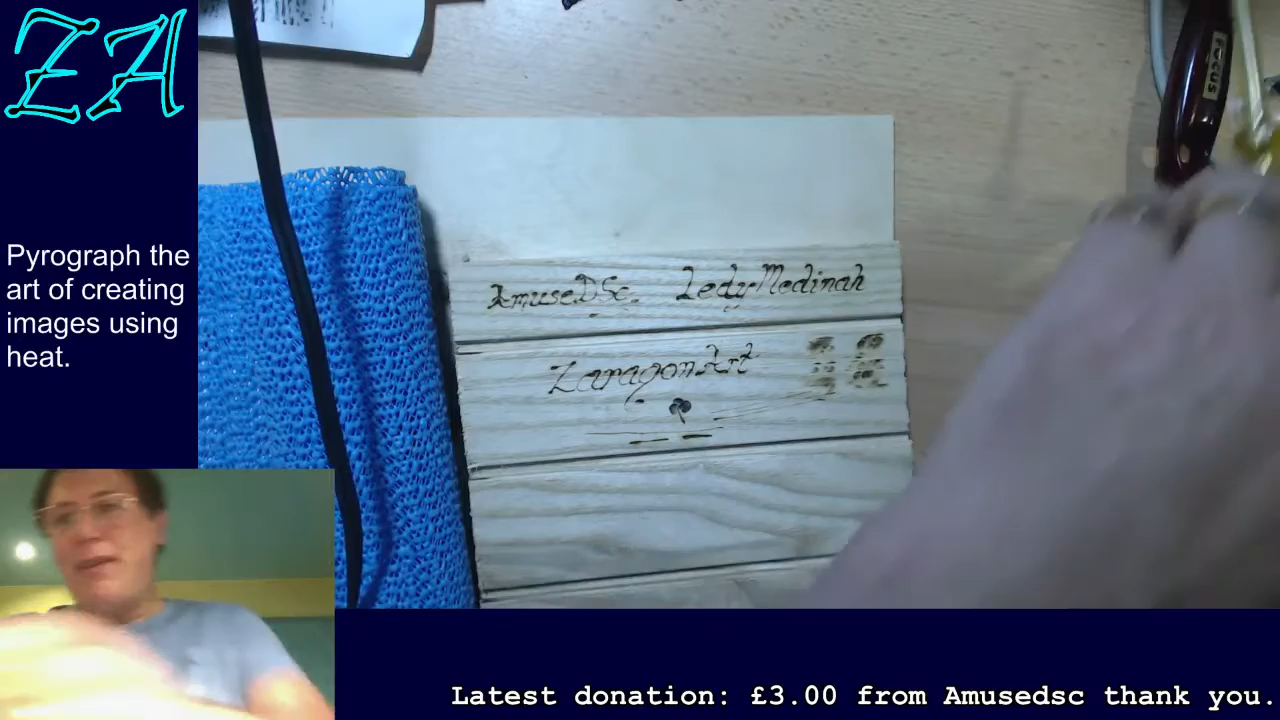 ZA
Pyrograph the
art of creating
images using
heat.
FOCUS
AmuseDSc. LedyMedinah
ZaragonArt
Latest donation: £3.00 from Amusedsc thank you.